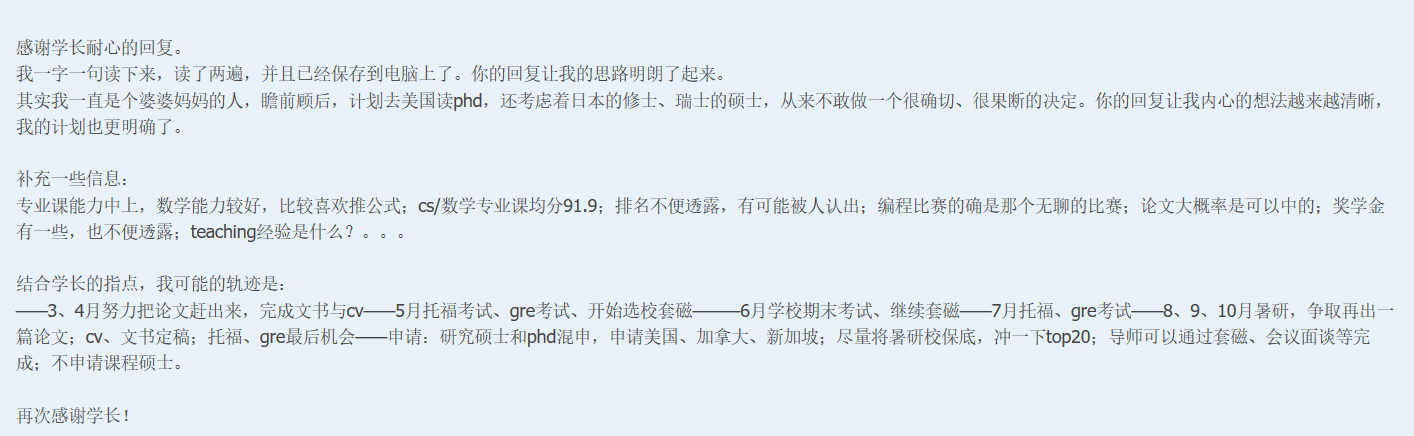 感谢学长耐心的回复。
我一字一句读下来，读了两遍，并且已经保存到电脑上了。你的回复让我的思路明朗了起来。
其实我一直是个婆婆妈妈的人，瞻前顾后，计划去美国读phd，还考虑着日本的修士、瑞士的硕士，从来不敢做一个很确切、很果断的决定。你的回复让我内心的想法越来越清晰，
我的计划也更明确了。
补充一些信息：
专业课能力中上，数学能力较好，比较喜欢推公式；cs/数学专业课均分91.9；排名不便透露，有可能被人认出；编程比赛的确是那个无聊的比赛；论文大概率是可以中的；奖学金
有一些，也不便透露；teaching经验是什么？。。。
结合学长的指点，我可能的轨迹是：
——3、4月努力把论文赶出来，完成文书与cv——5月托福考试、gre考试、开始选校套磁———6月学校期末考试、继续套磁——7月托福、gre考试——8、9、10月暑研，争取再出一
篇论文；cv、文书定稿；托福、gre最后机会——申请：研究硕士和phd混申，申请美国、加拿大、新加坡；尽量将暑研校保底，冲一下top20；导师可以通过套磁、会议面谈等完
成；不申请课程硕士。
再次感谢学长！